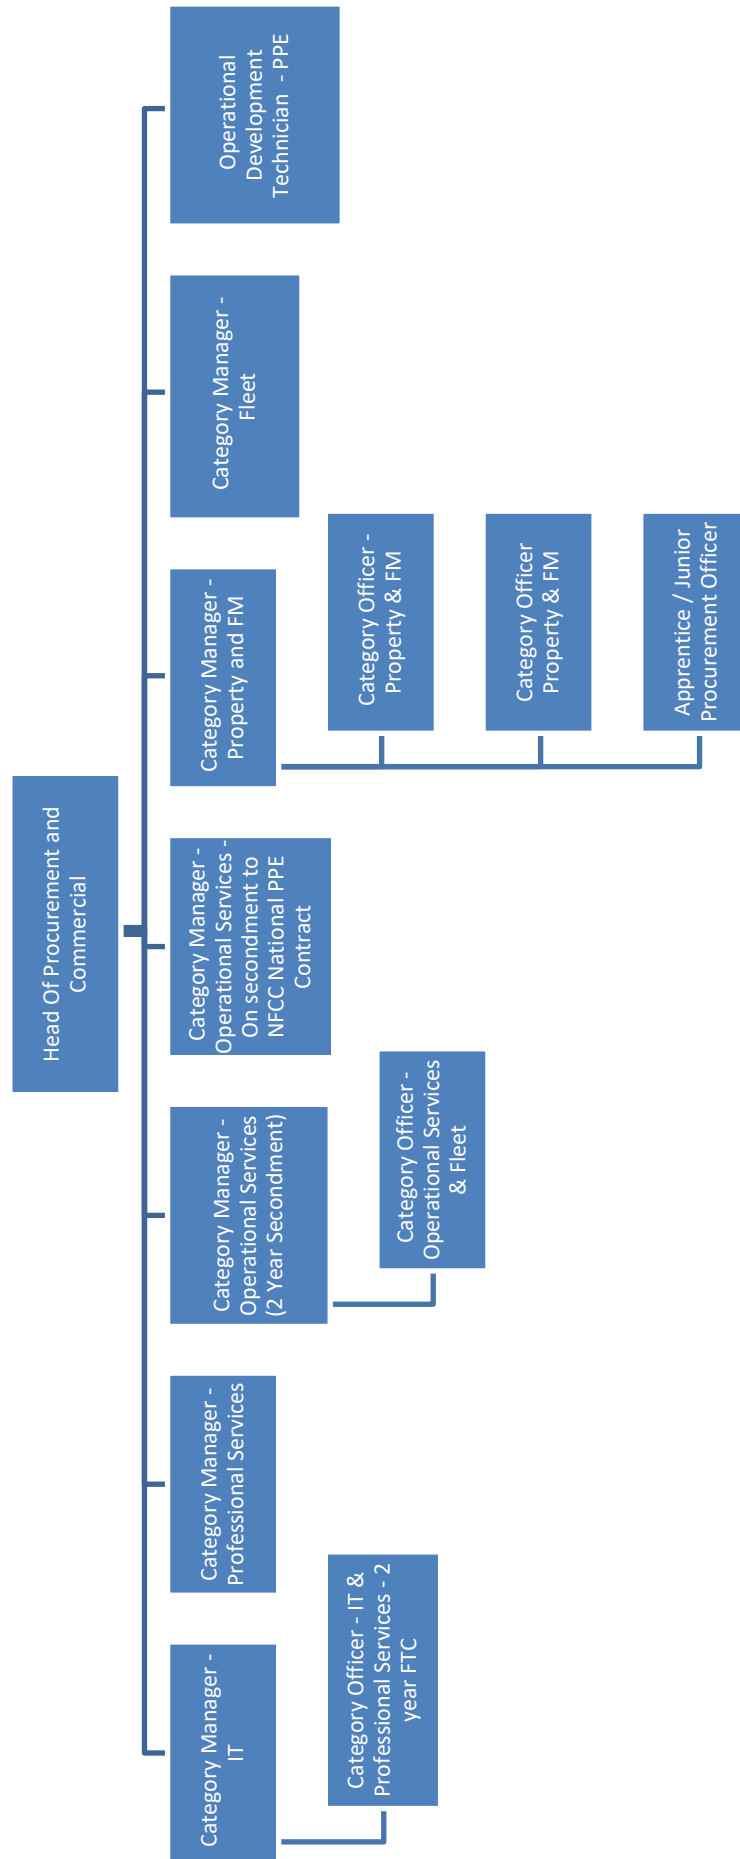 Head Of Procurement and
Commercial
Category Manager -
IT
Category Officer - IT &
Professional Services - 2
year FTC
Category Manager -
Professional Services
Category Manager -
Operational Services
(2 Year Secondment)
Category Officer -
Operational Services
& Fleet
Category Manager -
Operational Services -
On secondment to
NFCC National PPE
Contract
Category Manager -
Property and FM
Category Officer -
Property & FM
Category Officer
Property & FM
Apprentice / Junior
Procurement Officer
Category Manager -
Fleet
Operational
Development
Technician - PPE